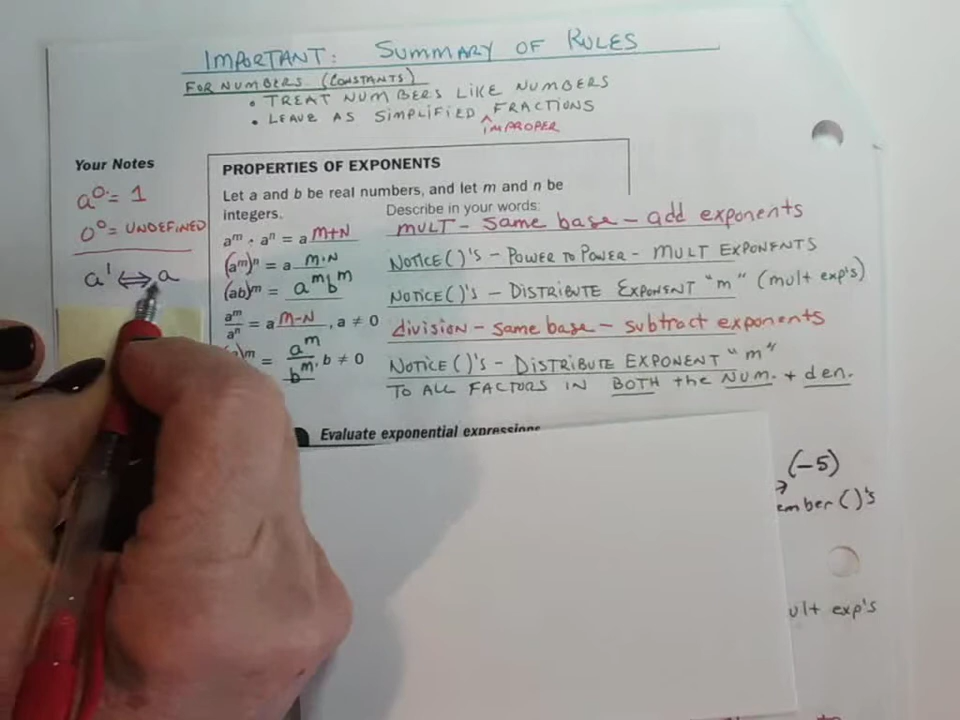 IMPORTANT: SUMMARY OF RULES
FOR NUMBERS (CONSTANTS)
• TREAT NUMBERS LIKE NUMBERS
• LEAVE AS SIMPLIFIED ^ FRACTIONS
IMPROPER
Your Notes
a⁰ = 1
0⁰ = UNDEFINED
a¹ ⟺ a
PROPERTIES OF EXPONENTS
Let a and b be real numbers, and let m and n be
integers.
Describe in your words:
aᵐ · aⁿ = a m+N MULT - same base - add exponents
(aᵐ)ⁿ = a m·N NOTICE ( )'S - POWER TO POWER - MULT EXPONENTS
(ab)ᵐ = aᵐbᵐ NOTICE ( )'S - DISTRIBUTE EXPONENT "m" (mult exp's)
aᵐ/aⁿ = a m-N, a ≠ 0 division - same base - subtract exponents
)ᵐ = aᵐ/bᵐ, b ≠ 0 NOTICE ( )'S - DISTRIBUTE EXPONENT "m"
TO ALL FACTORS IN BOTH the NUM. + den.
Evaluate exponential expressions
(-5)
ember ( )'s
ult exp's